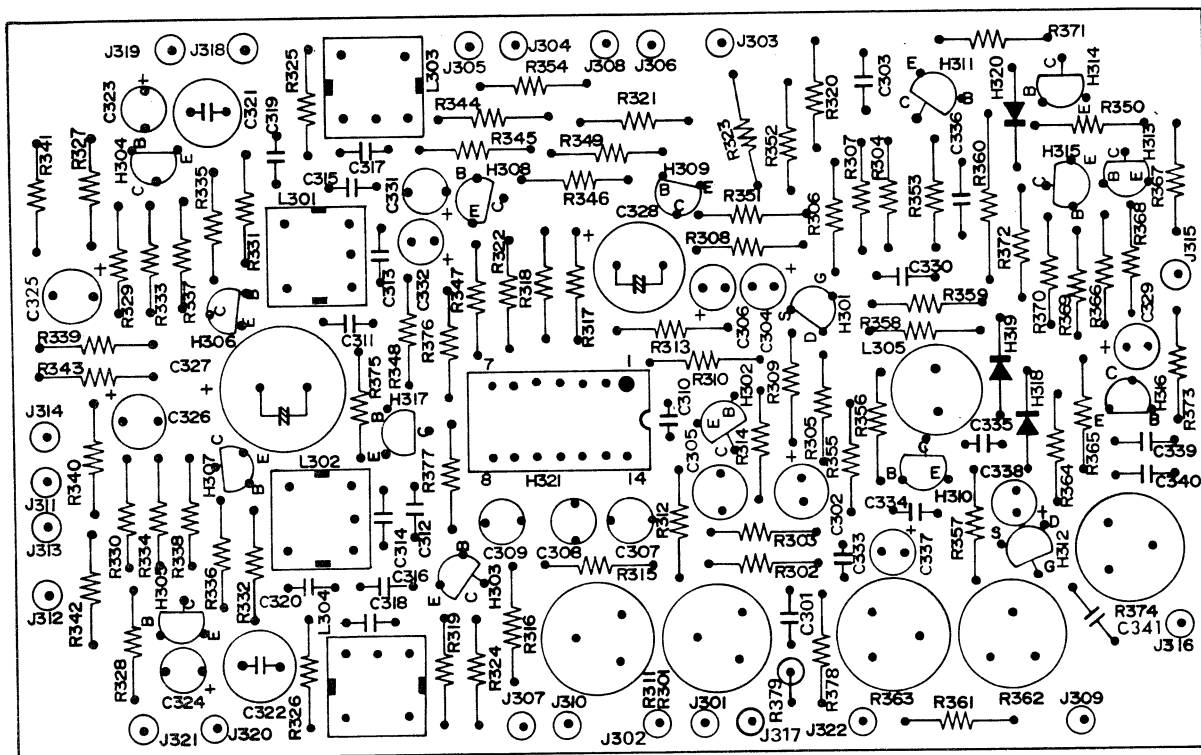 J319
J318
R325
L303
J305
J304
J308
J306
J303
R371
R354
C323
+
C321
C319
R344
R321
R320
C303
E
H311
C
B
H320
C
H314
B
E
R350
R341
R327
H304
B
E
C
R345
R349
R323
R352
C336
R360
H313
R335
C317
C315
C331
H308
B
E
C
R346
H309
B
E
C
R351
R307
R304
R353
H315
E
C
B
C
B
E
R367
L301
R331
+
C328
+
R308
R306
R372
R368
J315
C325
+
R329
R333
R337
C313
C332
R347
R322
R318
R317
C330
R359
R358
R370
R369
R366
C329
+
H306
B
C
E
C311
R348
R376
R313
+
C306
+
C304
G
S
D
H301
R339
R343
+
C327
+
R375
7
1
R310
H302
R309
L305
H319
H318
C
H316
E
B
R373
J314
C326
H317
B
C
E
C310
B
E
C
R314
+
R305
R356
R355
C335
R365
C339
R340
H307
C
E
B
L302
R377
8
H321
14
C305
C
B
E
H310
C338
+
R364
C340
J311
J313
C314
C312
R312
C302
C334
R357
S
D
G
H312
R330
R334
H305
R338
R336
R332
C309
C308
C307
R303
C333
+
C337
J312
R342
C320
C316
C318
B
E
C
H303
R315
R302
R374
C341
J316
R328
B
C
E
L304
R319
R324
R316
C301
C324
+
C322
R326
R311
R301
R379
R378
R363
R361
R362
J321
J320
J307
J310
J302
J301
J317
J322
J309